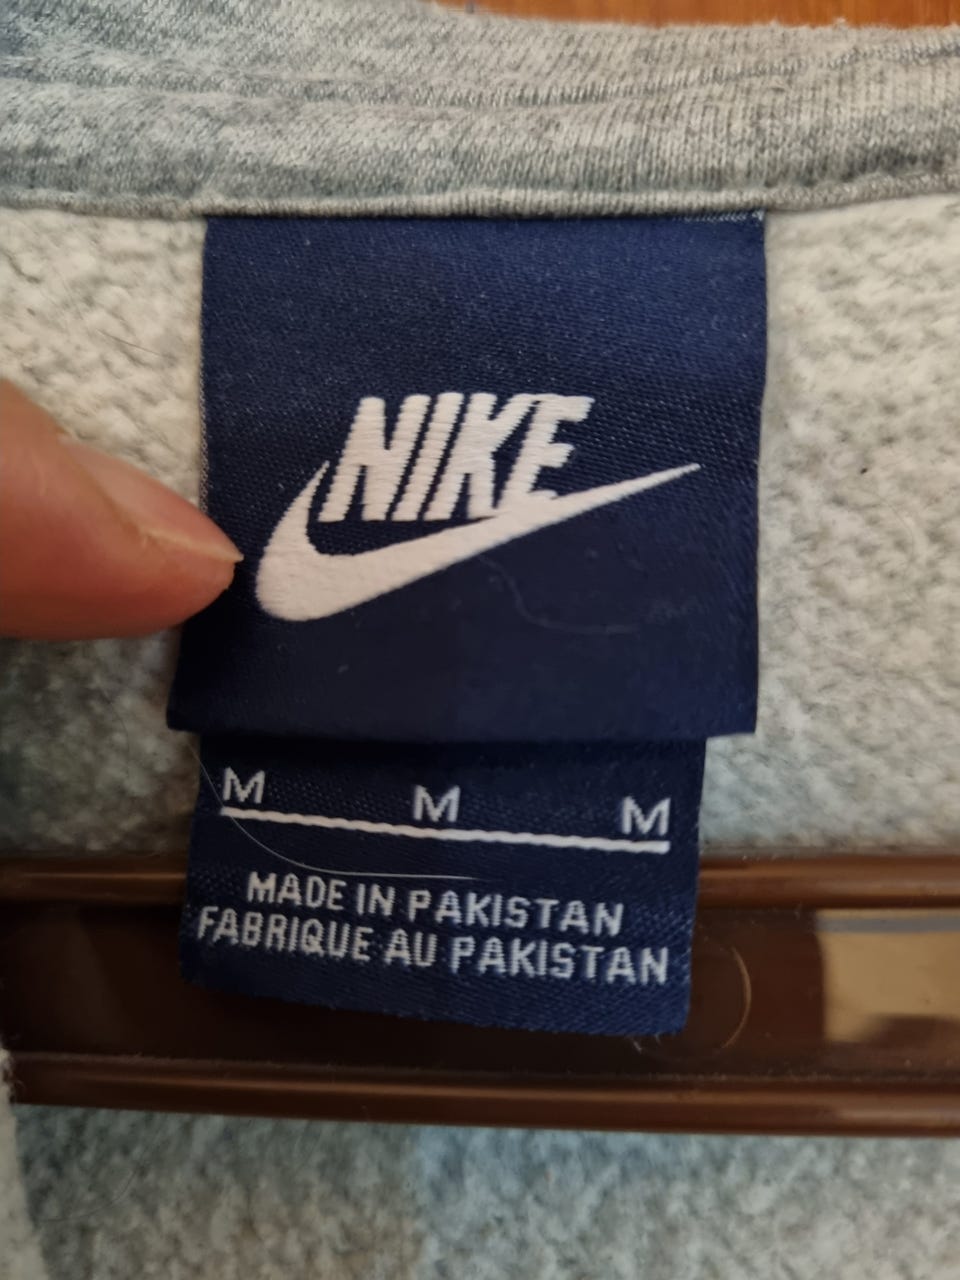 NIKE
M M M
MADE IN PAKISTAN
FABRIQUE AU PAKISTAN